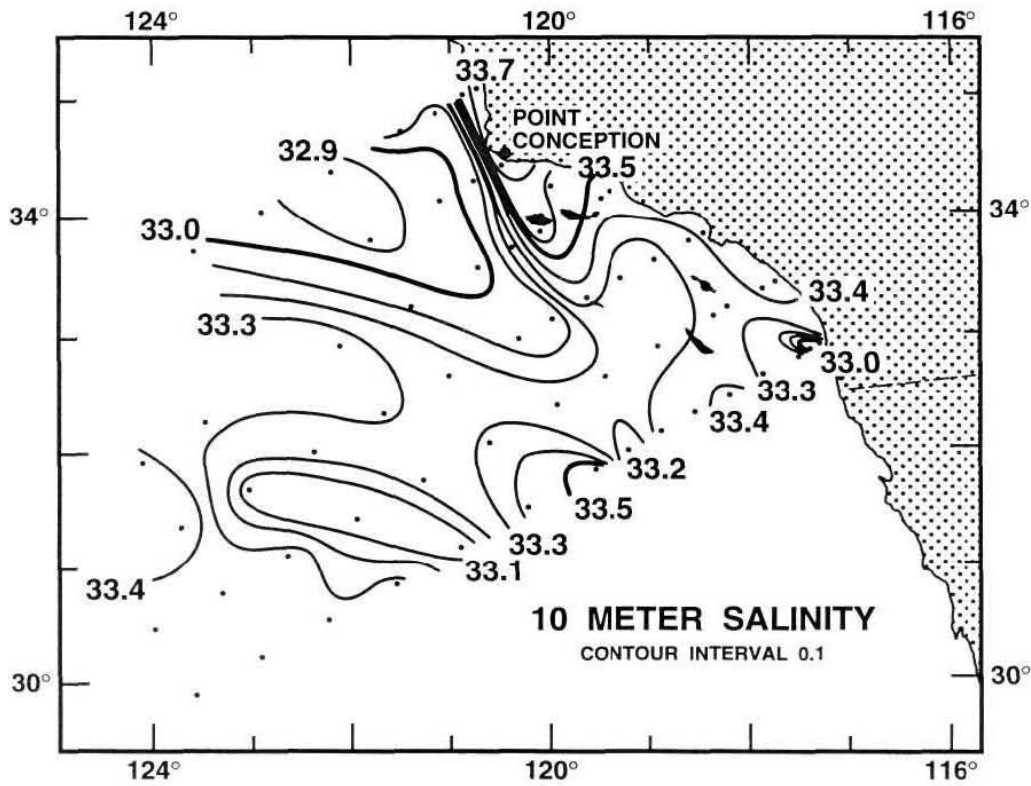 124° 120° 116°
33.7
POINT
CONCEPTION
32.9
33.5
34° 34°
33.0
33.4
33.3
33.0
33.3
33.4
33.2
33.5
33.3
33.1
33.4
10 METER SALINITY
CONTOUR INTERVAL 0.1
30° 30°
124° 120° 116°